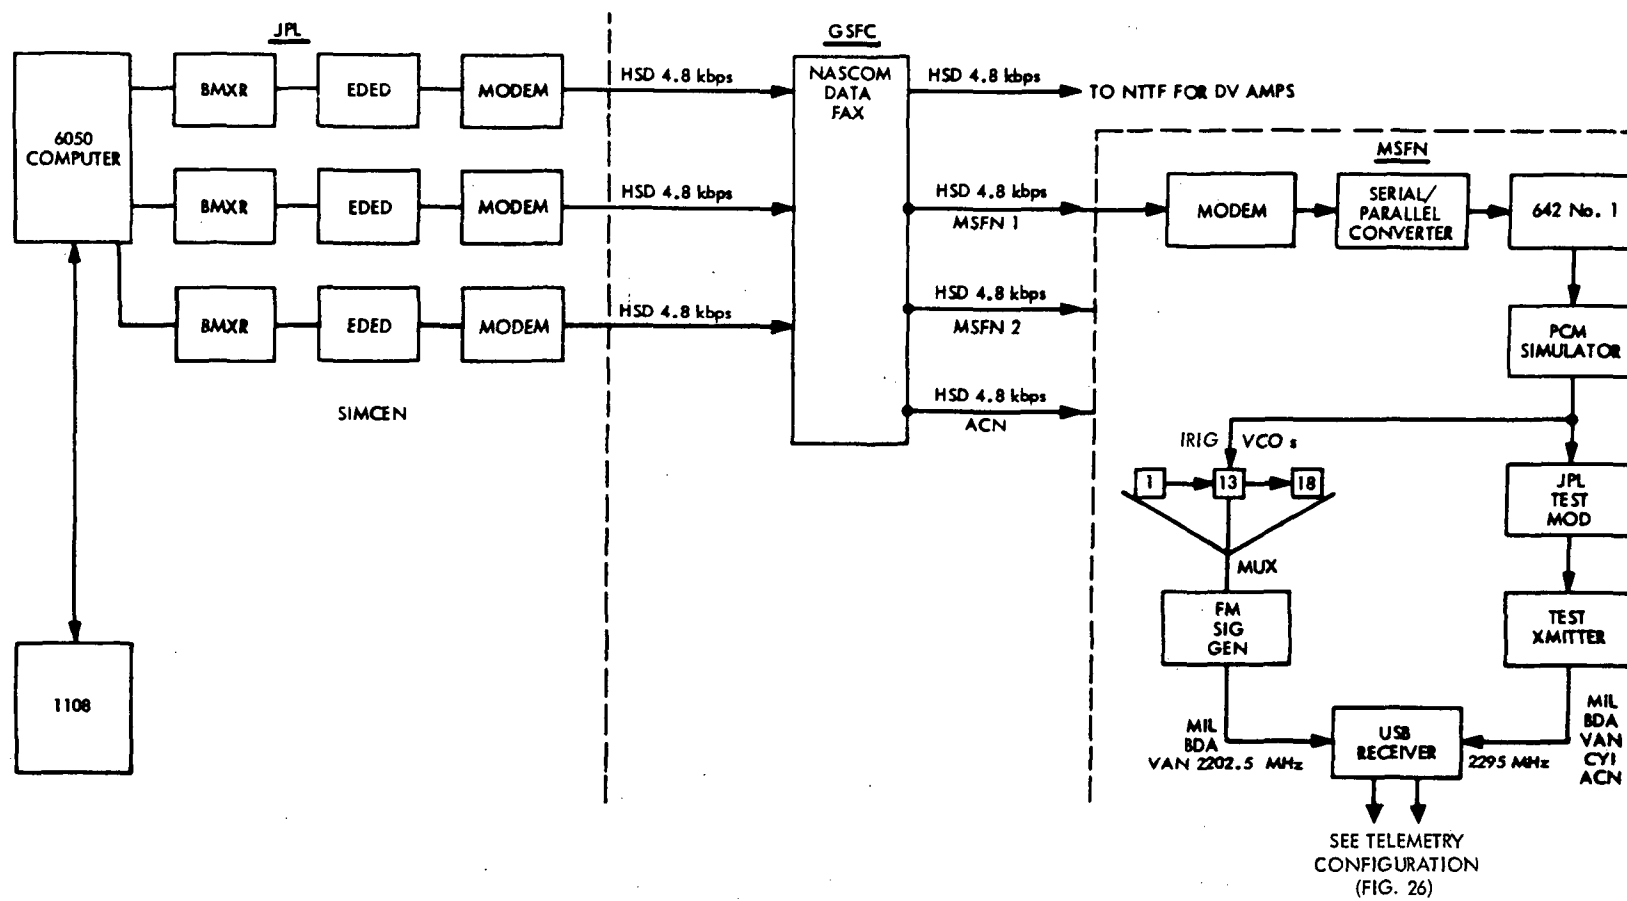 JPL
6050
COMPUTER
BMXR
EDED
MODEM
BMXR
EDED
MODEM
BMXR
EDED
MODEM
SIMCEN
1108
HSD 4.8 kbps
HSD 4.8 kbps
HSD 4.8 kbps
GSFC
NASCOM
DATA
FAX
HSD 4.8 kbps
TO NTTF FOR DV AMPS
HSD 4.8 kbps
MSFN 1
HSD 4.8 kbps
MSFN 2
HSD 4.8 kbps
ACN
MSFN
MODEM
SERIAL/
PARALLEL
CONVERTER
642 No. 1
PCM
SIMULATOR
IRIG VCO s
1
13
18
MUX
FM
SIG
GEN
JPL
TEST
MOD
TEST
XMITTER
MIL
BDA
VAN 2202.5 MHz
USB
RECEIVER
2295 MHz
MIL
BDA
VAN
CYI
ACN
SEE TELEMETRY
CONFIGURATION
(FIG. 26)